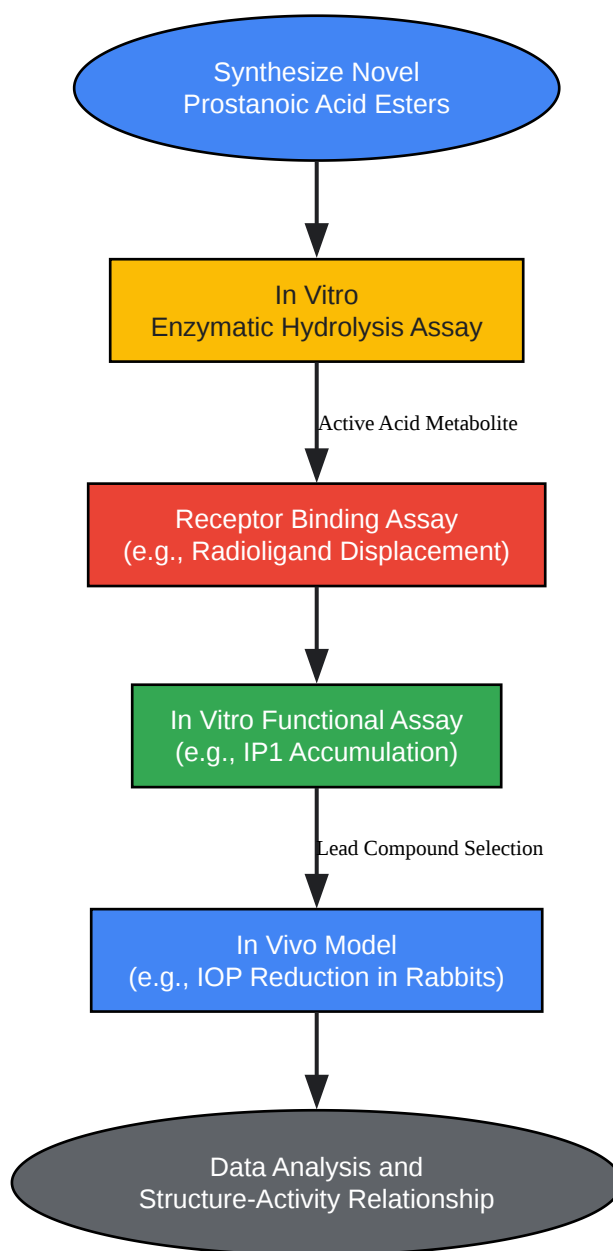 Synthesize Novel
Prostanoic Acid Esters
In Vitro
Enzymatic Hydrolysis Assay
Active Acid Metabolite
Receptor Binding Assay
(e.g., Radioligand Displacement)
In Vitro Functional Assay
(e.g., IP1 Accumulation)
Lead Compound Selection
In Vivo Model
(e.g., IOP Reduction in Rabbits)
Data Analysis and
Structure-Activity Relationship